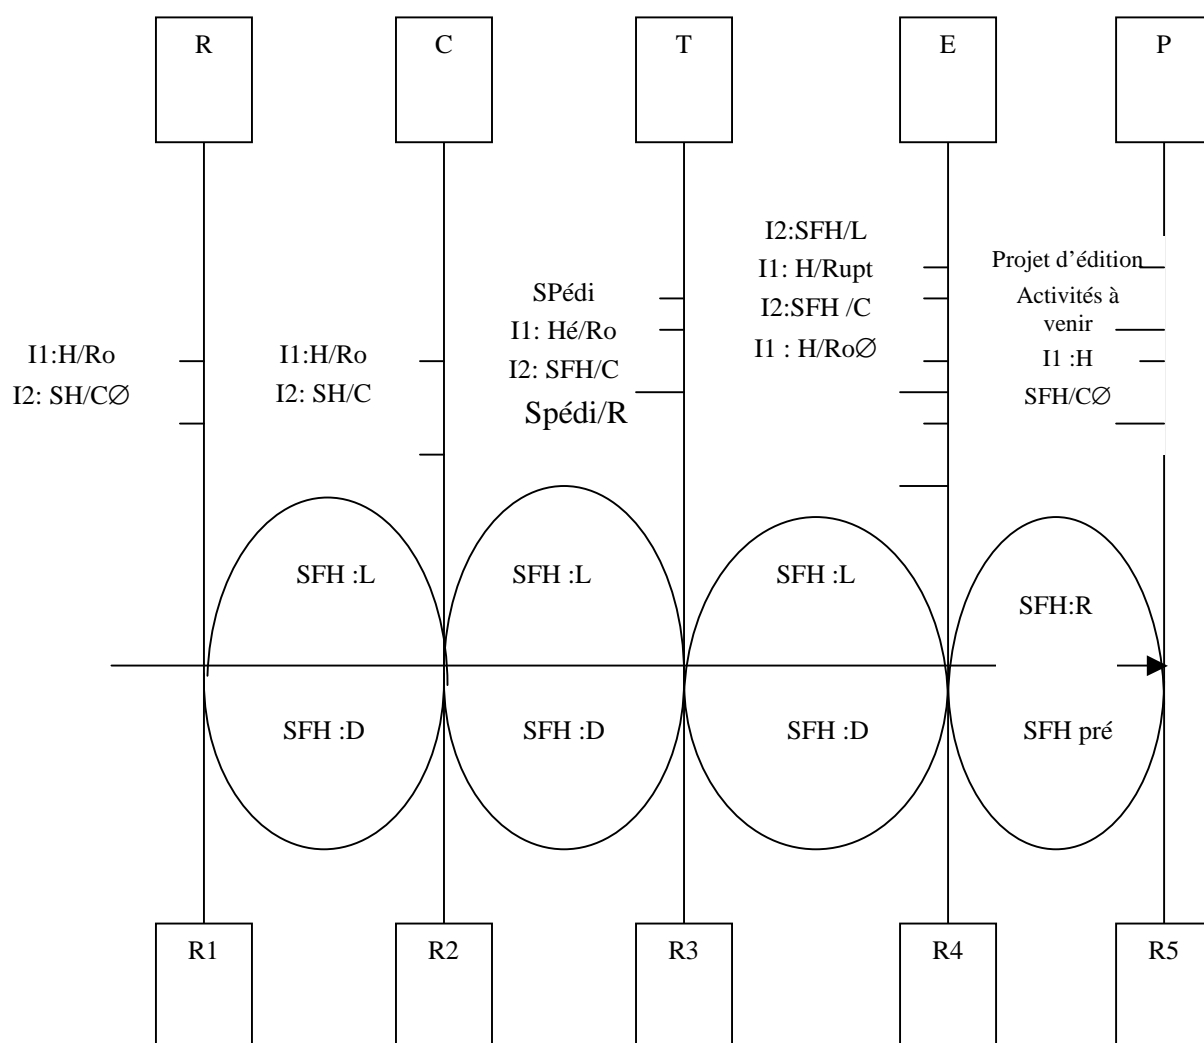 R
C
T
E
P
I1:H/Ro
I2: SH/C∅
I1:H/Ro
I2: SH/C
SPédi
I1: Hé/Ro
I2: SFH/C
Spédi/R
I2:SFH/L
I1: H/Rupt
I2:SFH /C
I1 : H/Ro∅
Projet d’édition
Activités à
venir
I1 :H
SFH/C∅
SFH :L
SFH :L
SFH :L
SFH:R
SFH :D
SFH :D
SFH :D
SFH pré
R1
R2
R3
R4
R5